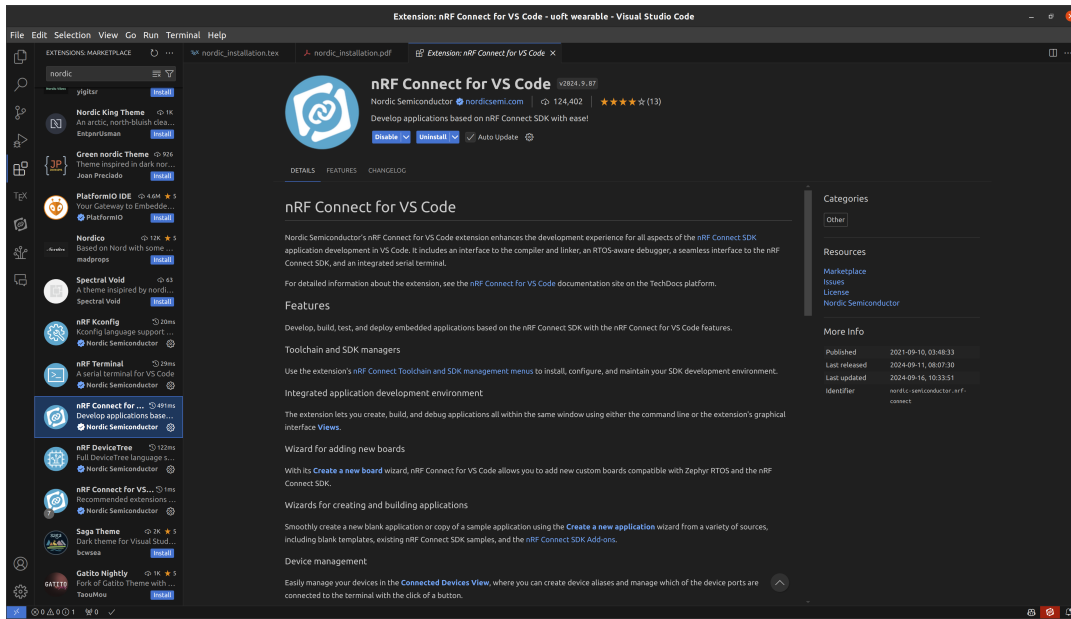 Extension: nRF Connect for VS Code - uoft wearable - Visual Studio Code
File Edit Selection View Go Run Terminal Help
EXTENSIONS: MARKETPLACE
nordic_installation.tex
nordic_installation.pdf
Extension: nRF Connect for VS Code
nordic
yigitsr
Install
Nordic King Theme 1K
An arctic, north-bluish clea...
EntpnrUsman
Install
Green nordic Theme 926
Theme inspired in dark nor...
Joan Preciado
Install
PlatformIO IDE 4.6M ★ 5
Your Gateway to Embedde...
PlatformIO
Install
Nordico 12K ★ 5
Based on Nord with some ...
madprops
Install
Spectral Void 63
A theme insipired by nordi...
Spectral Void
Install
nRF Kconfig 20ms
Kconfig language support ...
Nordic Semiconductor
nRF Terminal 29ms
A serial terminal for VS Code
Nordic Semiconductor
nRF Connect for ... 491ms
Develop applications base...
Nordic Semiconductor
nRF DeviceTree 122ms
Full DeviceTree language s...
Nordic Semiconductor
nRF Connect for VS... 1ms
Recommended extensions ...
Nordic Semiconductor
7
Saga Theme 2K ★ 5
Dark theme for Visual Stud...
bcwsea
Install
GATITO
Gatito Nightly 1K ★ 5
Fork of Gatito Theme with ...
TaouMou
Install
nRF Connect for VS Code v2024.9.87
Nordic Semiconductor nordicsemi.com | 124,402 | ★★★★☆ (13)
Develop applications based on nRF Connect SDK with ease!
Disable
Uninstall
Auto Update
DETAILS FEATURES CHANGELOG
nRF Connect for VS Code
Nordic Semiconductor's nRF Connect for VS Code extension enhances the development experience for all aspects of the nRF Connect SDK
application development in VS Code. It includes an interface to the compiler and linker, an RTOS-aware debugger, a seamless interface to the nRF
Connect SDK, and an integrated serial terminal.
For detailed information about the extension, see the nRF Connect for VS Code documentation site on the TechDocs platform.
Features
Develop, build, test, and deploy embedded applications based on the nRF Connect SDK with the nRF Connect for VS Code features.
Toolchain and SDK managers
Use the extension's nRF Connect Toolchain and SDK management menus to install, configure, and maintain your SDK development environment.
Integrated application development environment
The extension lets you create, build, and debug applications all within the same window using either the command line or the extension's graphical
interface Views.
Wizard for adding new boards
With its Create a new board wizard, nRF Connect for VS Code allows you to add new custom boards compatible with Zephyr RTOS and the nRF
Connect SDK.
Wizards for creating and building applications
Smoothly create a new blank application or copy of a sample application using the Create a new application wizard from a variety of sources,
including blank templates, existing nRF Connect SDK samples, and the nRF Connect SDK Add-ons.
Device management
Easily manage your devices in the Connected Devices View, where you can create device aliases and manage which of the device ports are
connected to the terminal with the click of a button.
Categories
Other
Resources
Marketplace
Issues
License
Nordic Semiconductor
More Info
Published 2021-09-10, 03:48:33
Last released 2024-09-11, 08:07:30
Last updated 2024-09-16, 10:33:51
Identifier nordic-semiconductor.nrf-
connect
0 0 1 0